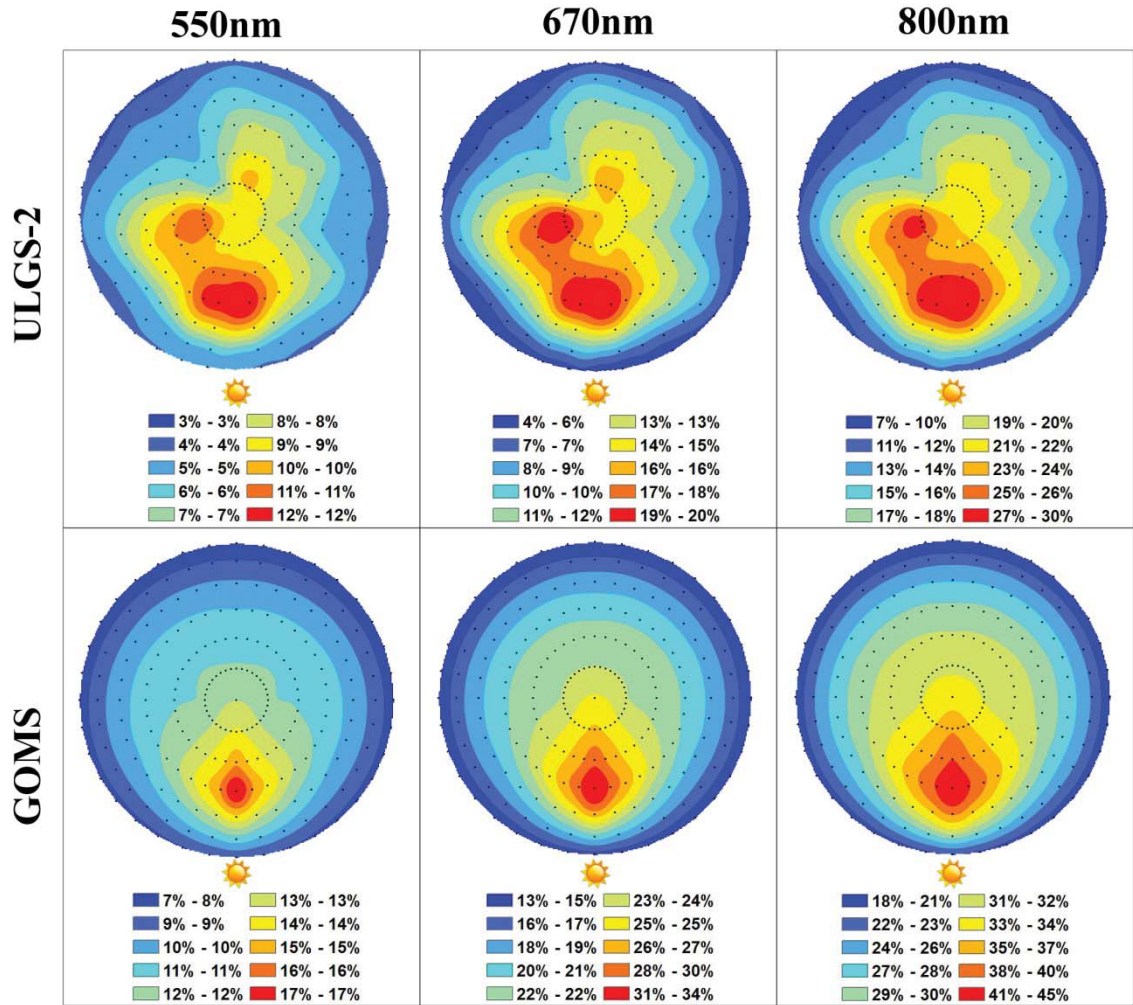 550nm 670nm 800nm
ULGS-2
3% - 3% 8% - 8%
4% - 4% 9% - 9%
5% - 5% 10% - 10%
6% - 6% 11% - 11%
7% - 7% 12% - 12%
4% - 6% 13% - 13%
7% - 7% 14% - 15%
8% - 9% 16% - 16%
10% - 10% 17% - 18%
11% - 12% 19% - 20%
7% - 10% 19% - 20%
11% - 12% 21% - 22%
13% - 14% 23% - 24%
15% - 16% 25% - 26%
17% - 18% 27% - 30%
GOMS
7% - 8% 13% - 13%
9% - 9% 14% - 14%
10% - 10% 15% - 15%
11% - 11% 16% - 16%
12% - 12% 17% - 17%
13% - 15% 23% - 24%
16% - 17% 25% - 25%
18% - 19% 26% - 27%
20% - 21% 28% - 30%
22% - 22% 31% - 34%
18% - 21% 31% - 32%
22% - 23% 33% - 34%
24% - 26% 35% - 37%
27% - 28% 38% - 40%
29% - 30% 41% - 45%